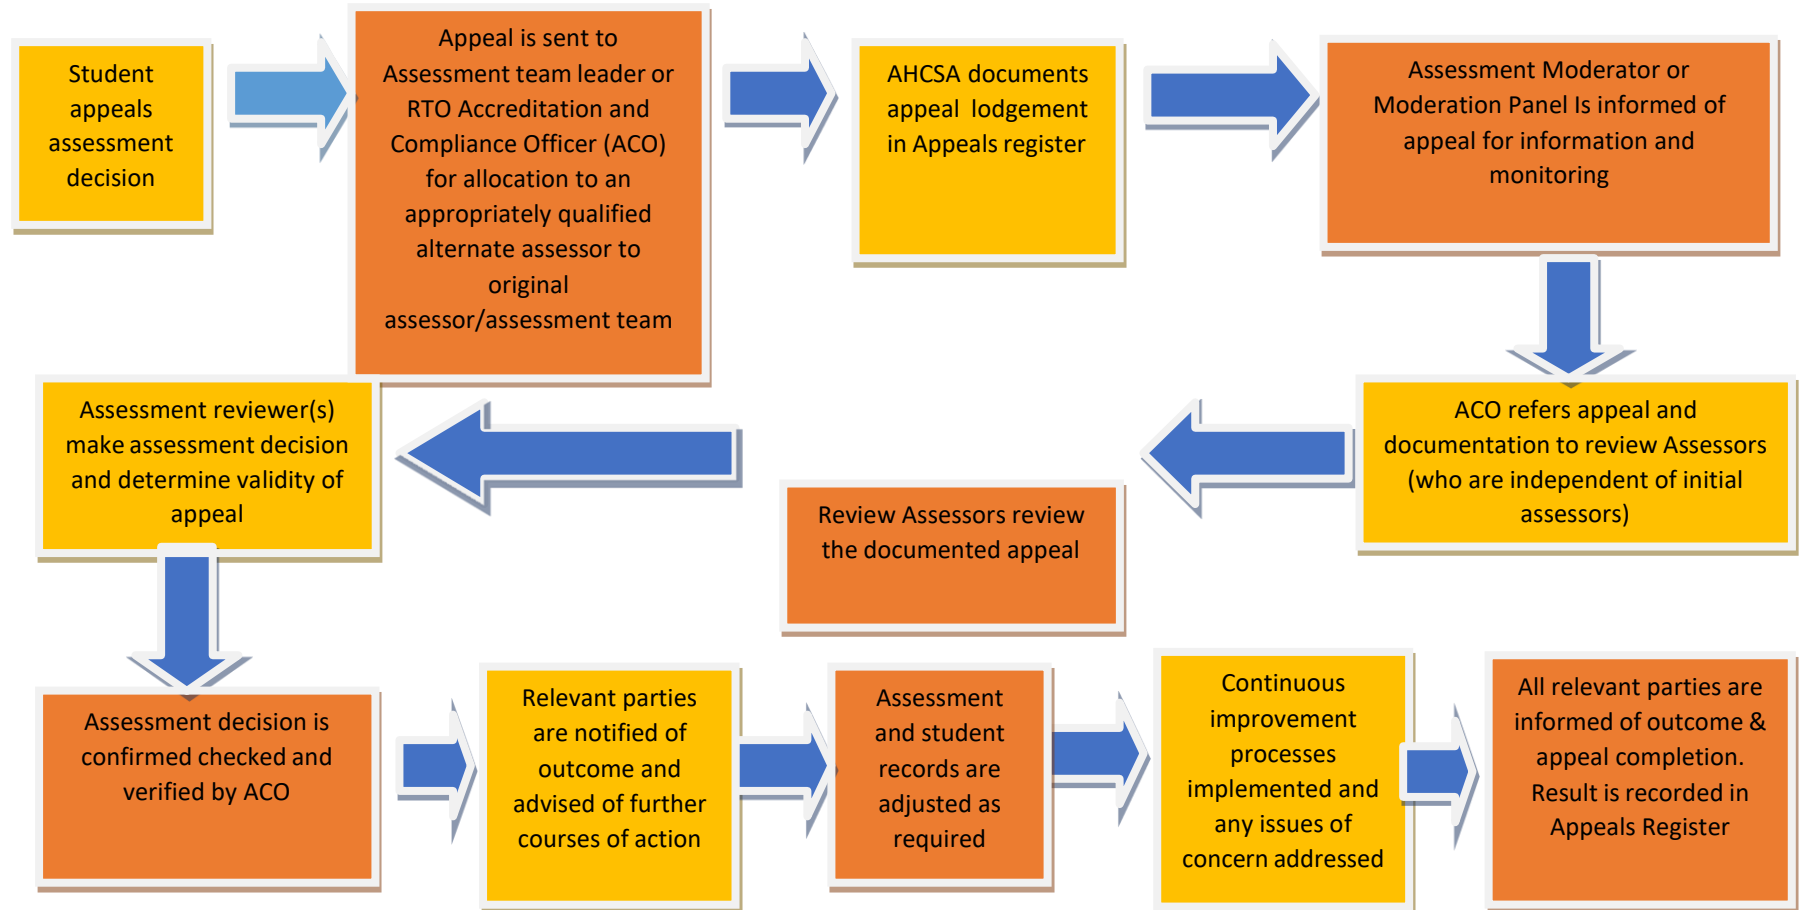 Student
appeals
assessment
decision
Appeal is sent to
Assessment team leader or
RTO Accreditation and
Compliance Officer (ACO)
for allocation to an
appropriately qualified
alternate assessor to
original
assessor/assessment team
AHCSA documents
appeal lodgement
in Appeals register
Assessment Moderator or
Moderation Panel Is informed of
appeal for information and
monitoring
ACO refers appeal and
documentation to review Assessors
(who are independent of initial
assessors)
Review Assessors review
the documented appeal
Assessment reviewer(s)
make assessment decision
and determine validity of
appeal
Assessment decision is
confirmed checked and
verified by ACO
Relevant parties
are notified of
outcome and
advised of further
courses of action
Assessment
and student
records are
adjusted as
required
Continuous
improvement
processes
implemented and
any issues of
concern addressed
All relevant parties are
informed of outcome &
appeal completion.
Result is recorded in
Appeals Register